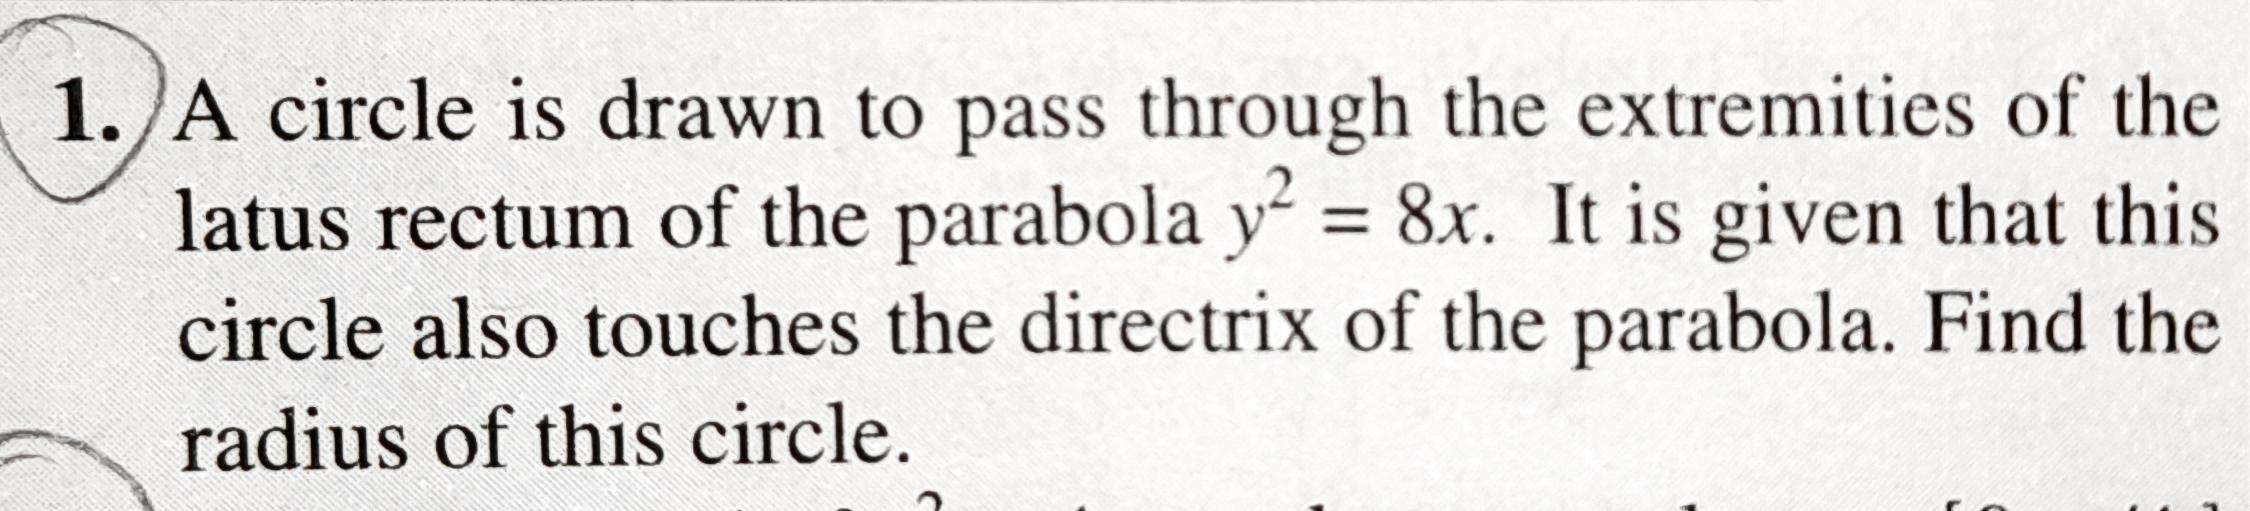 1. A circle is drawn to pass through the extremities of the
latus rectum of the parabola y² = 8x. It is given that this
circle also touches the directrix of the parabola. Find the
radius of this circle.